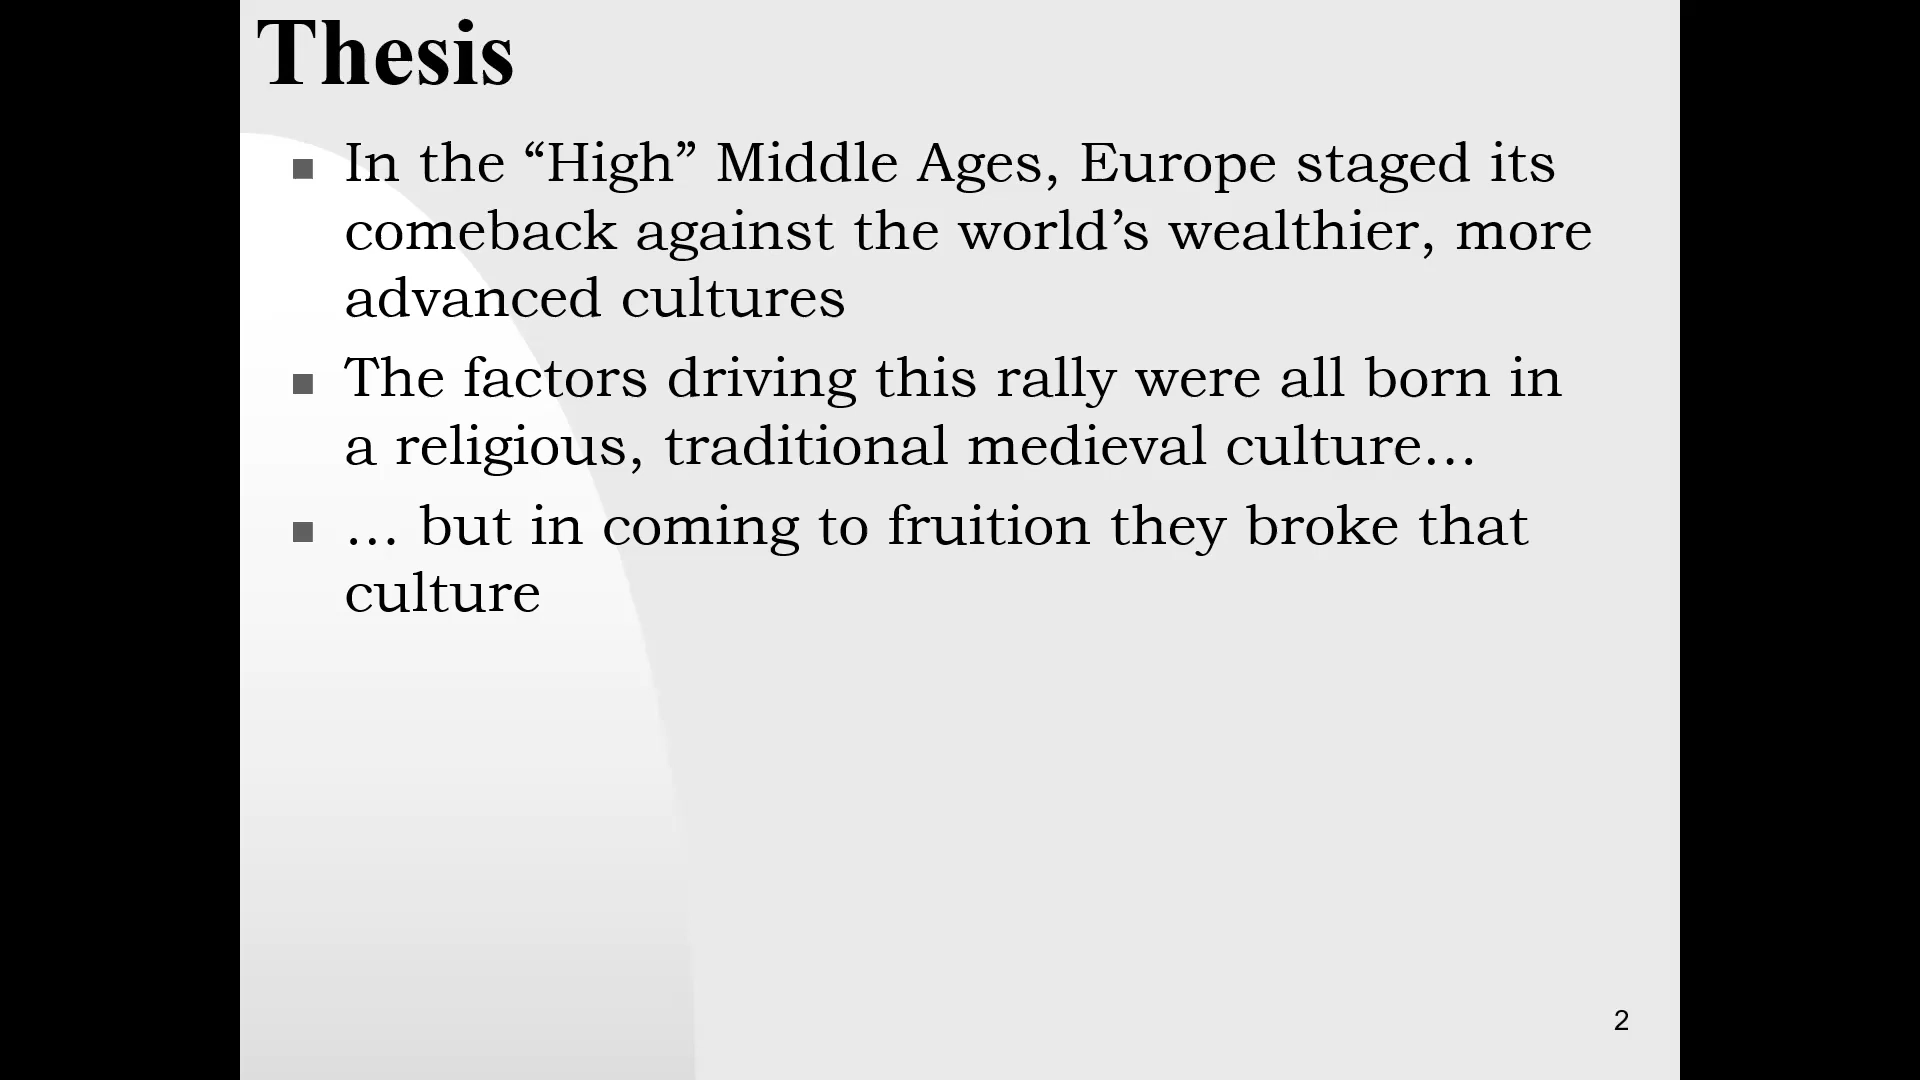 Thesis
■ In the “High” Middle Ages, Europe staged its
comeback against the world’s wealthier, more
advanced cultures
■ The factors driving this rally were all born in
a religious, traditional medieval culture…
■ … but in coming to fruition they broke that
culture
2